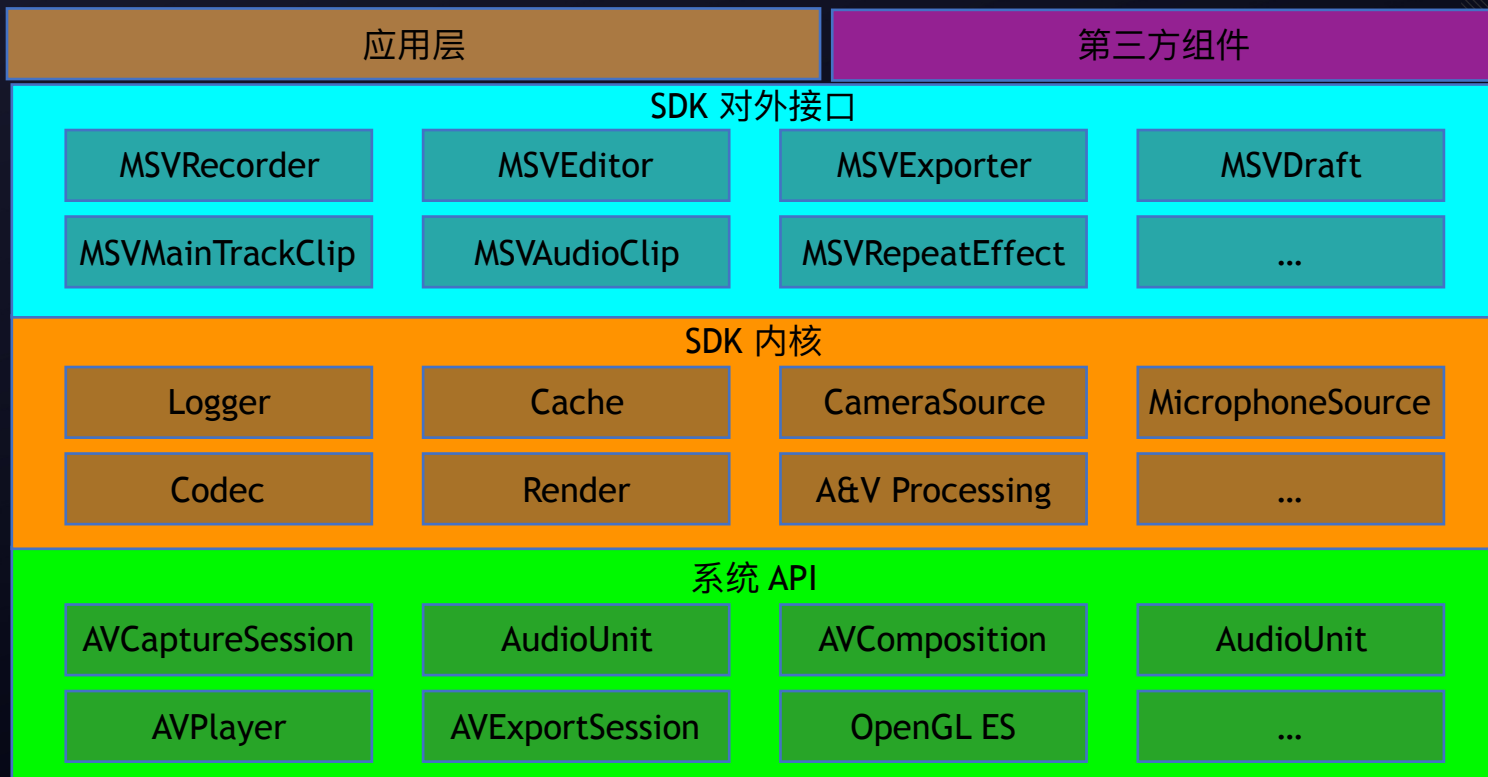 应用层
第三方组件
SDK 对外接口
MSVRecorder
MSVEditor
MSVExporter
MSVDraft
MSVMainTrackClip
MSVAudioClip
MSVRepeatEffect
…
SDK 内核
Logger
Cache
CameraSource
MicrophoneSource
Codec
Render
A&V Processing
…
系统 API
AVCaptureSession
AudioUnit
AVComposition
AudioUnit
AVPlayer
AVExportSession
OpenGL ES
…